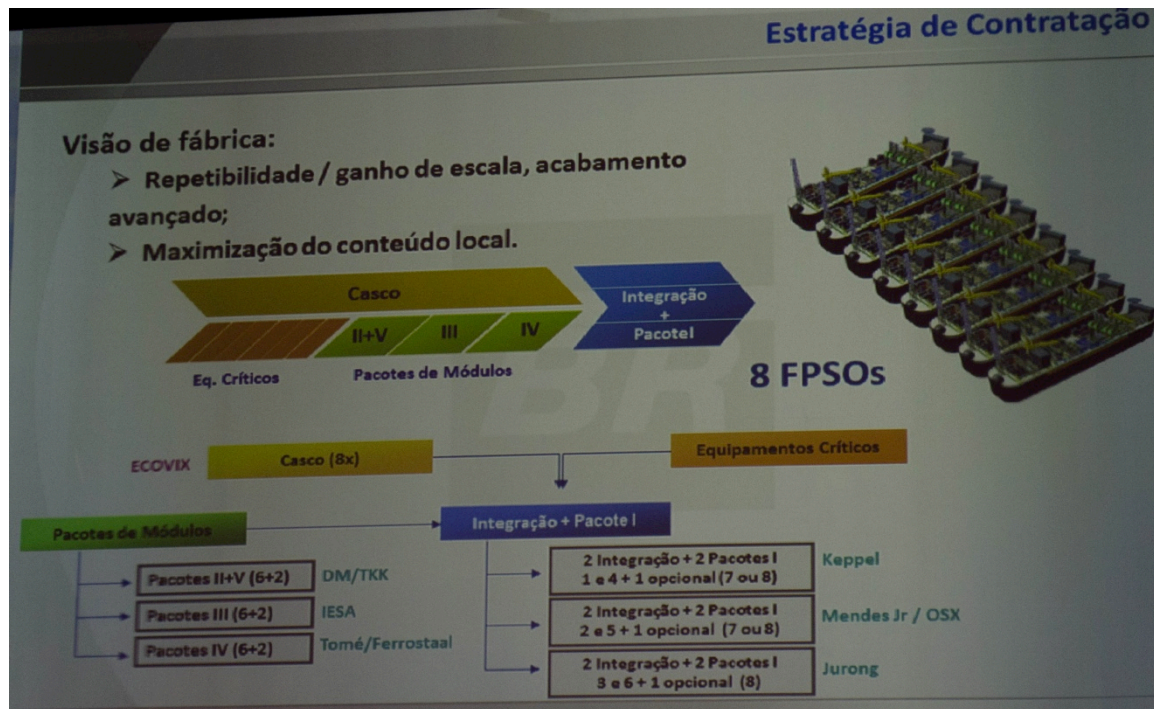 Estratégia de Contratação
Visão de fábrica:
➢ Repetibilidade / ganho de escala, acabamento
avançado;
➢ Maximização do conteúdo local.
Casco
Integração
+
Pacote I
II+V
III
IV
Eq. Críticos
Pacotes de Módulos
8 FPSOs
BR
ECOVIX
Casco (8x)
Equipamentos Críticos
Pacotes de Módulos
Integração + Pacote I
Pacotes II+V (6+2)
DM/TKK
Pacotes III (6+2)
IESA
Pacotes IV (6+2)
Tomé/Ferrostaal
2 Integração + 2 Pacotes I
1 e 4 + 1 opcional (7 ou 8)
Keppel
2 Integração + 2 Pacotes I
2 e 5 + 1 opcional (7 ou 8)
Mendes Jr / OSX
2 Integração + 2 Pacotes I
3 e 6 + 1 opcional (8)
Jurong